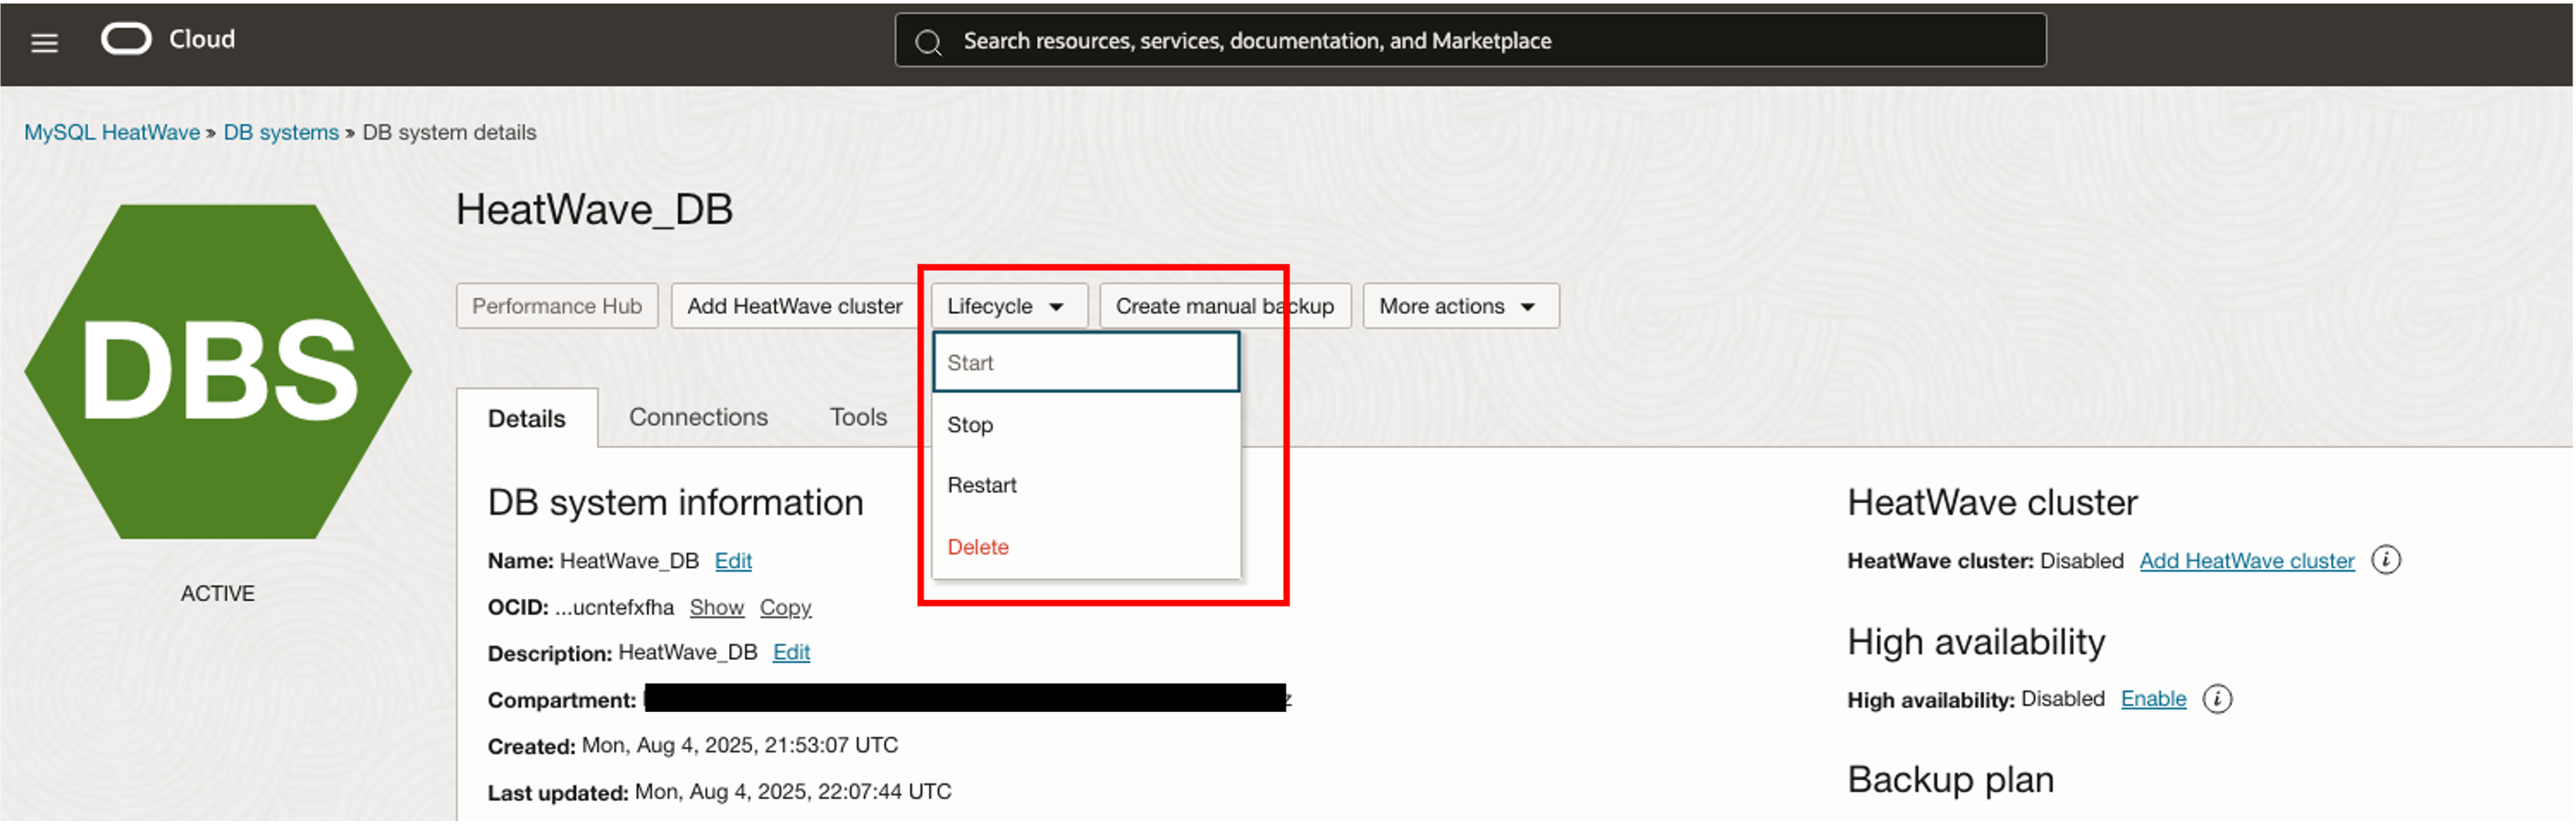 Cloud
Search resources, services, documentation, and Marketplace
MySQL HeatWave » DB systems » DB system details
DBS
ACTIVE
HeatWave_DB
Performance Hub
Add HeatWave cluster
Lifecycle
Create manual backup
More actions
Start
Stop
Restart
Delete
Details
Connections
Tools
DB system information
Name: HeatWave_DB Edit
OCID: ...ucntefxfha Show Copy
Description: HeatWave_DB Edit
Compartment:
Created: Mon, Aug 4, 2025, 21:53:07 UTC
Last updated: Mon, Aug 4, 2025, 22:07:44 UTC
HeatWave cluster
HeatWave cluster: Disabled Add HeatWave cluster
High availability
High availability: Disabled Enable
Backup plan